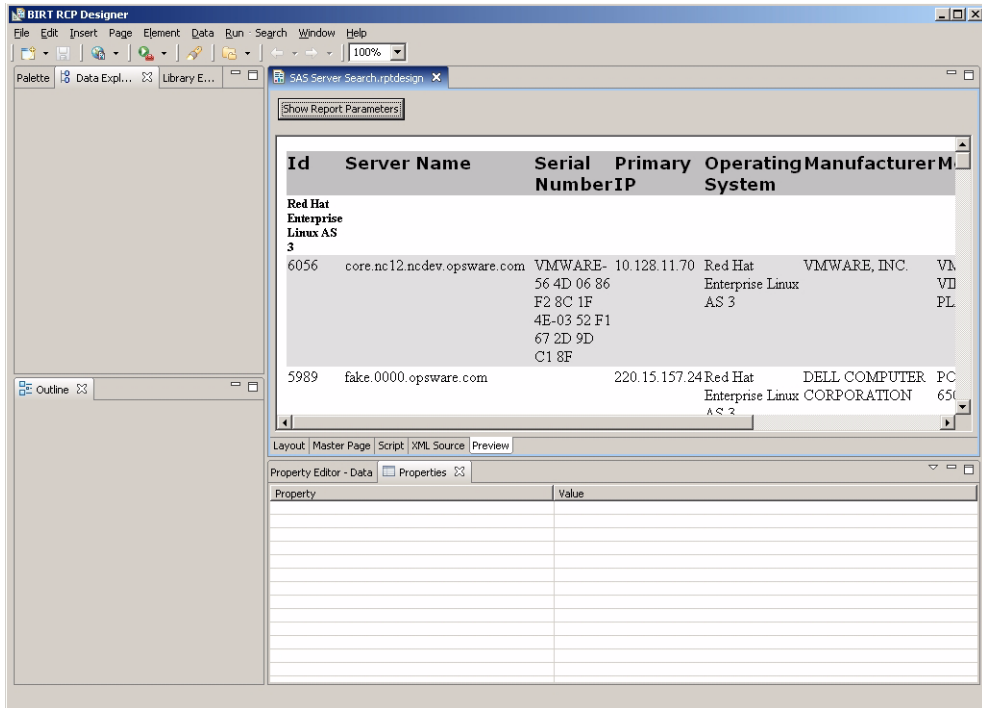 BIRT RCP Designer
File Edit Insert Page Element Data Run Search Window Help
100%
Palette Data Expl... Library E...
SAS Server Search.rptdesign
Show Report Parameters
Id Server Name Serial Number Primary IP Operating System Manufacturer
Red Hat
Enterprise
Linux AS
3
6056 core.nc12.ncdev.opsware.com VMWARE- 10.128.11.70 Red Hat VMWARE, INC.
56 4D 06 86 Enterprise Linux
F2 8C 1F AS 3
4E-03 52 F1
67 2D 9D
C1 8F
5989 fake.0000.opsware.com 220.15.157.24 Red Hat DELL COMPUTER PC
Enterprise Linux CORPORATION 650
AS 3
Outline
Layout Master Page Script XML Source Preview
Property Editor - Data Properties
Property Value